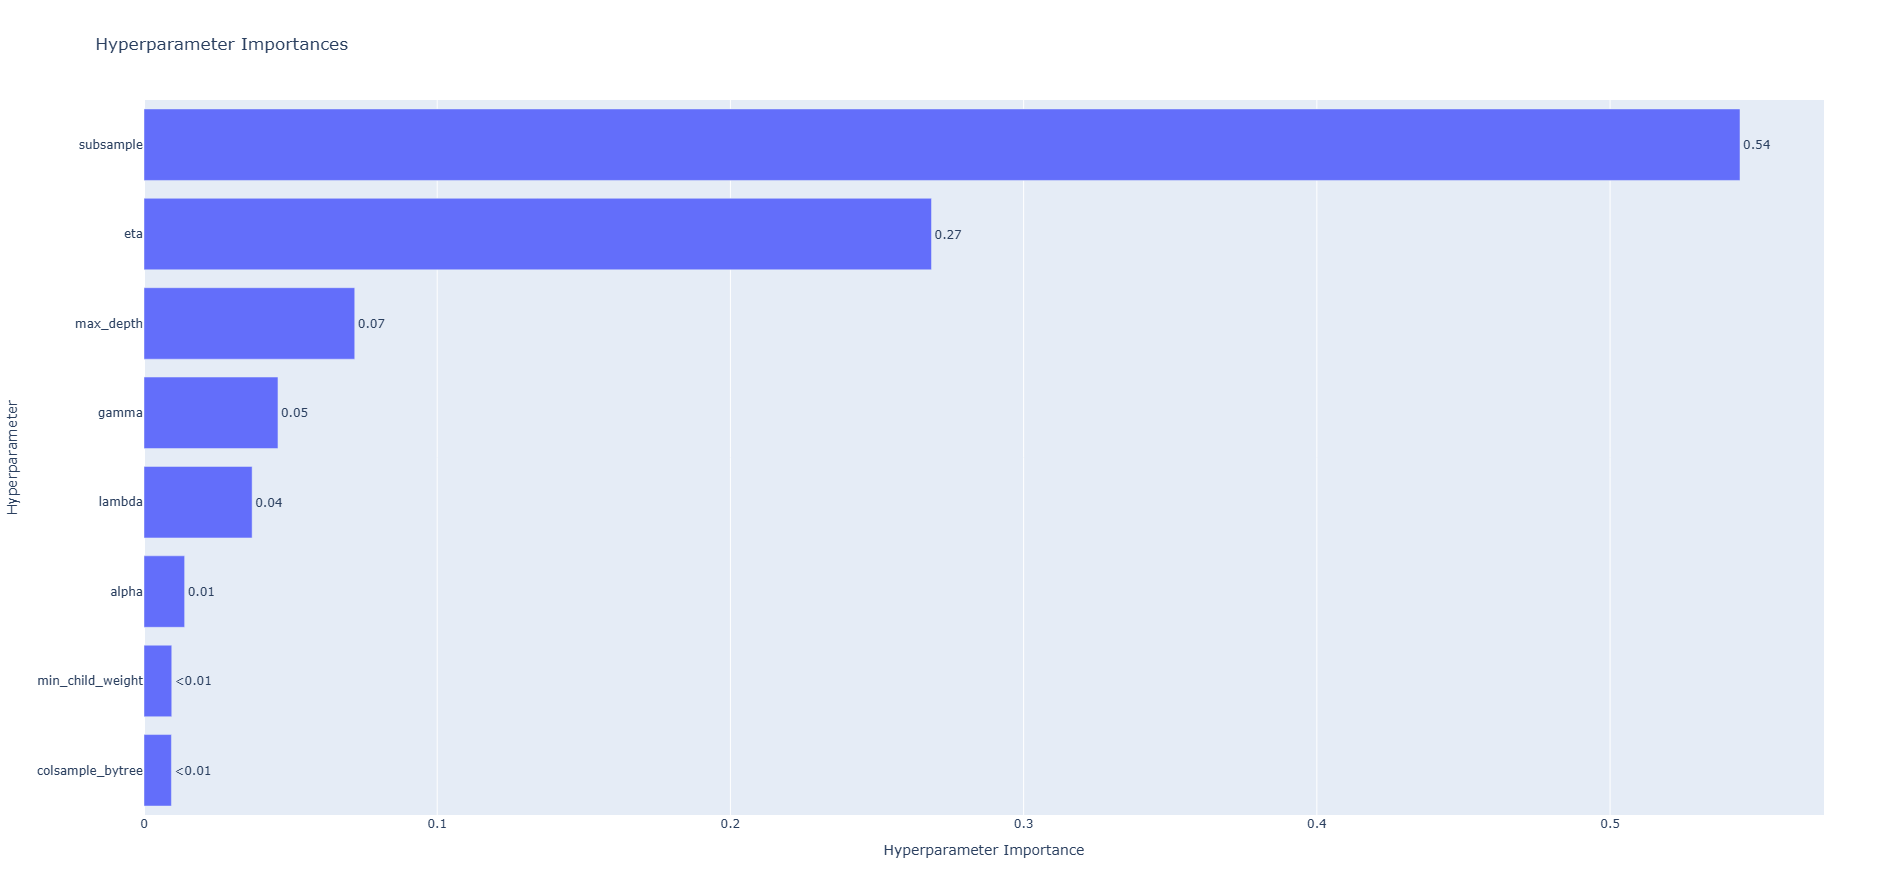 Hyperparameter Importances
subsample 0.54
eta 0.27
max_depth 0.07
gamma 0.05
lambda 0.04
alpha 0.01
min_child_weight <0.01
colsample_bytree <0.01
0 0.1 0.2 0.3 0.4 0.5
Hyperparameter Importance
Hyperparameter